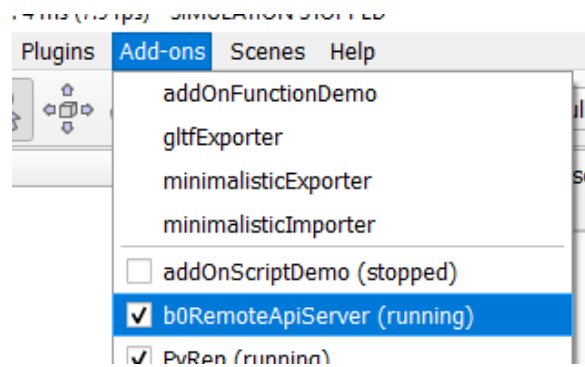 SIMULATION STOPPED
Plugins Add-ons Scenes Help
addOnFunctionDemo
gltfExporter
minimalisticExporter
minimalisticImporter
addOnScriptDemo (stopped)
b0RemoteApiServer (running)
PyRep (running)